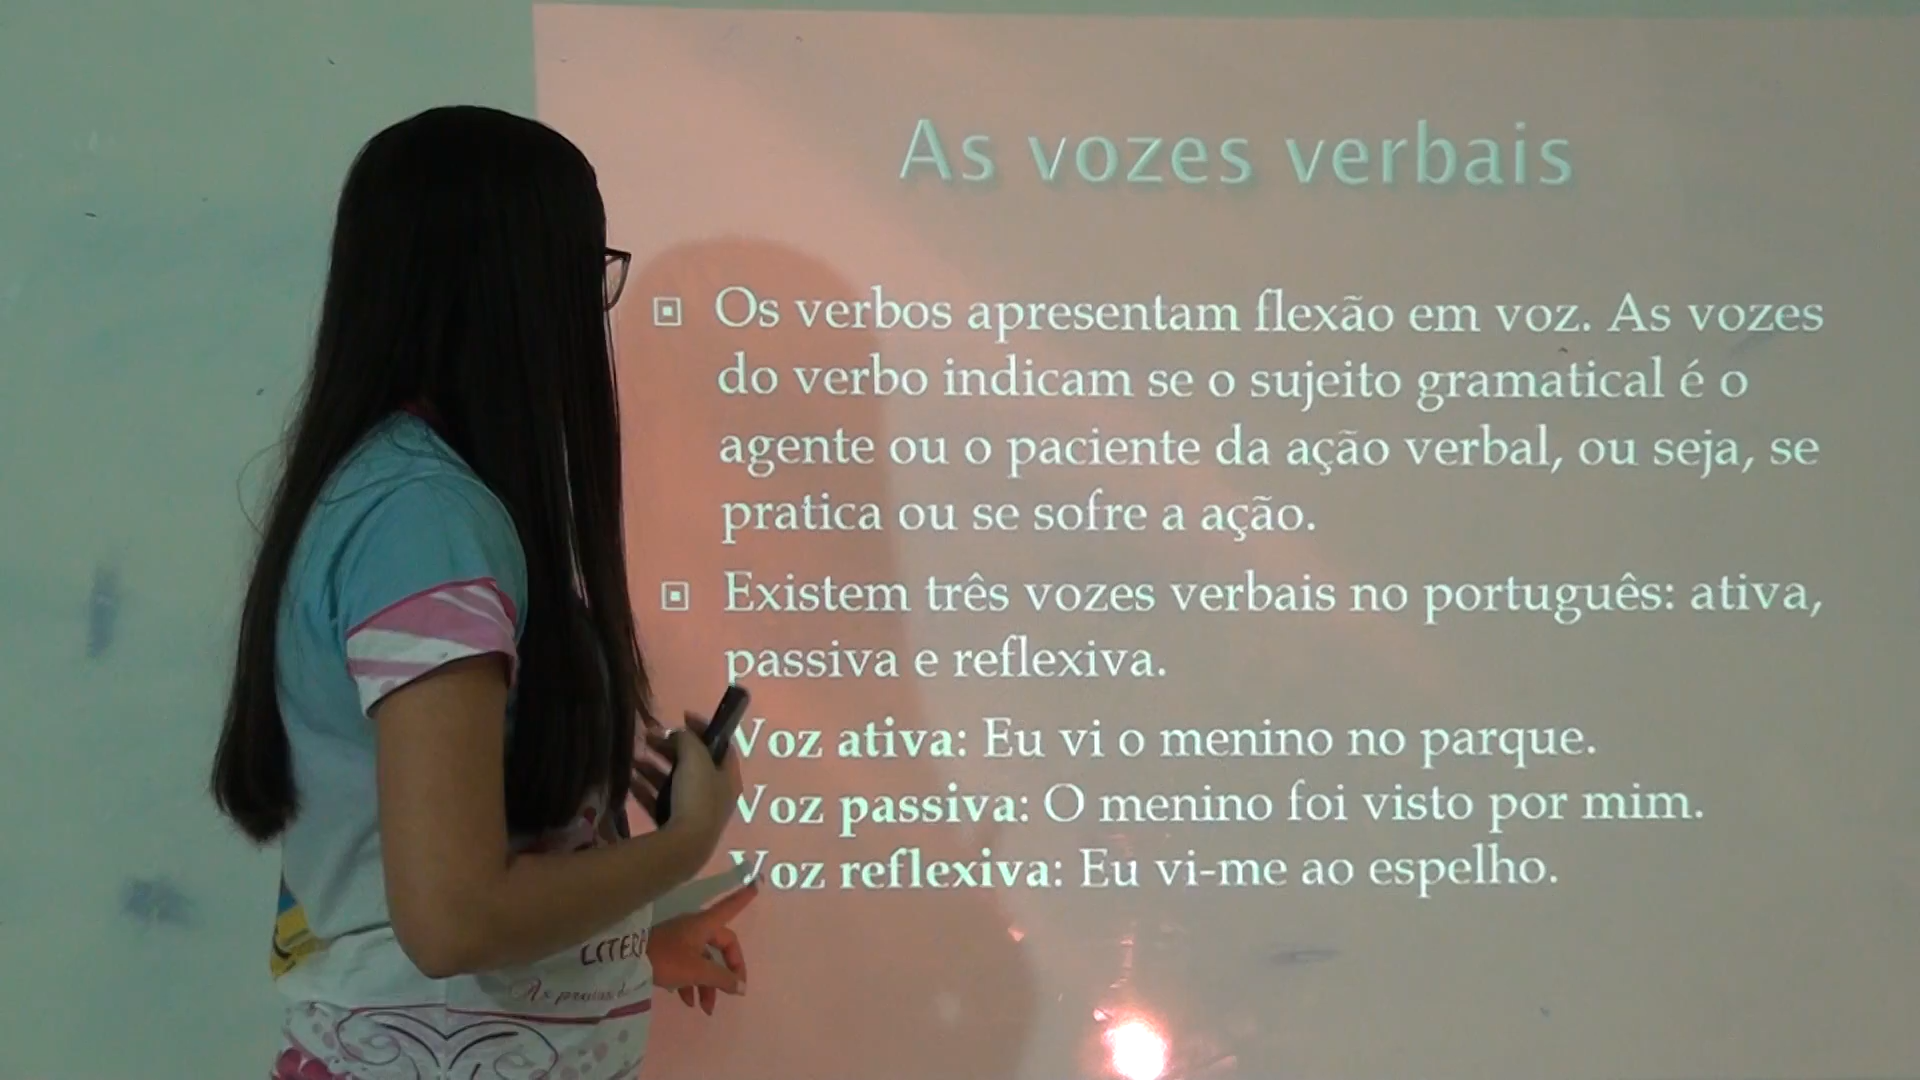 As vozes verbais
Os verbos apresentam flexão em voz. As vozes
do verbo indicam se o sujeito gramatical é o
agente ou o paciente da ação verbal, ou seja, se
pratica ou se sofre a ação.
Existem três vozes verbais no português: ativa,
passiva e reflexiva.
Voz ativa: Eu vi o menino no parque.
Voz passiva: O menino foi visto por mim.
Voz reflexiva: Eu vi-me ao espelho.